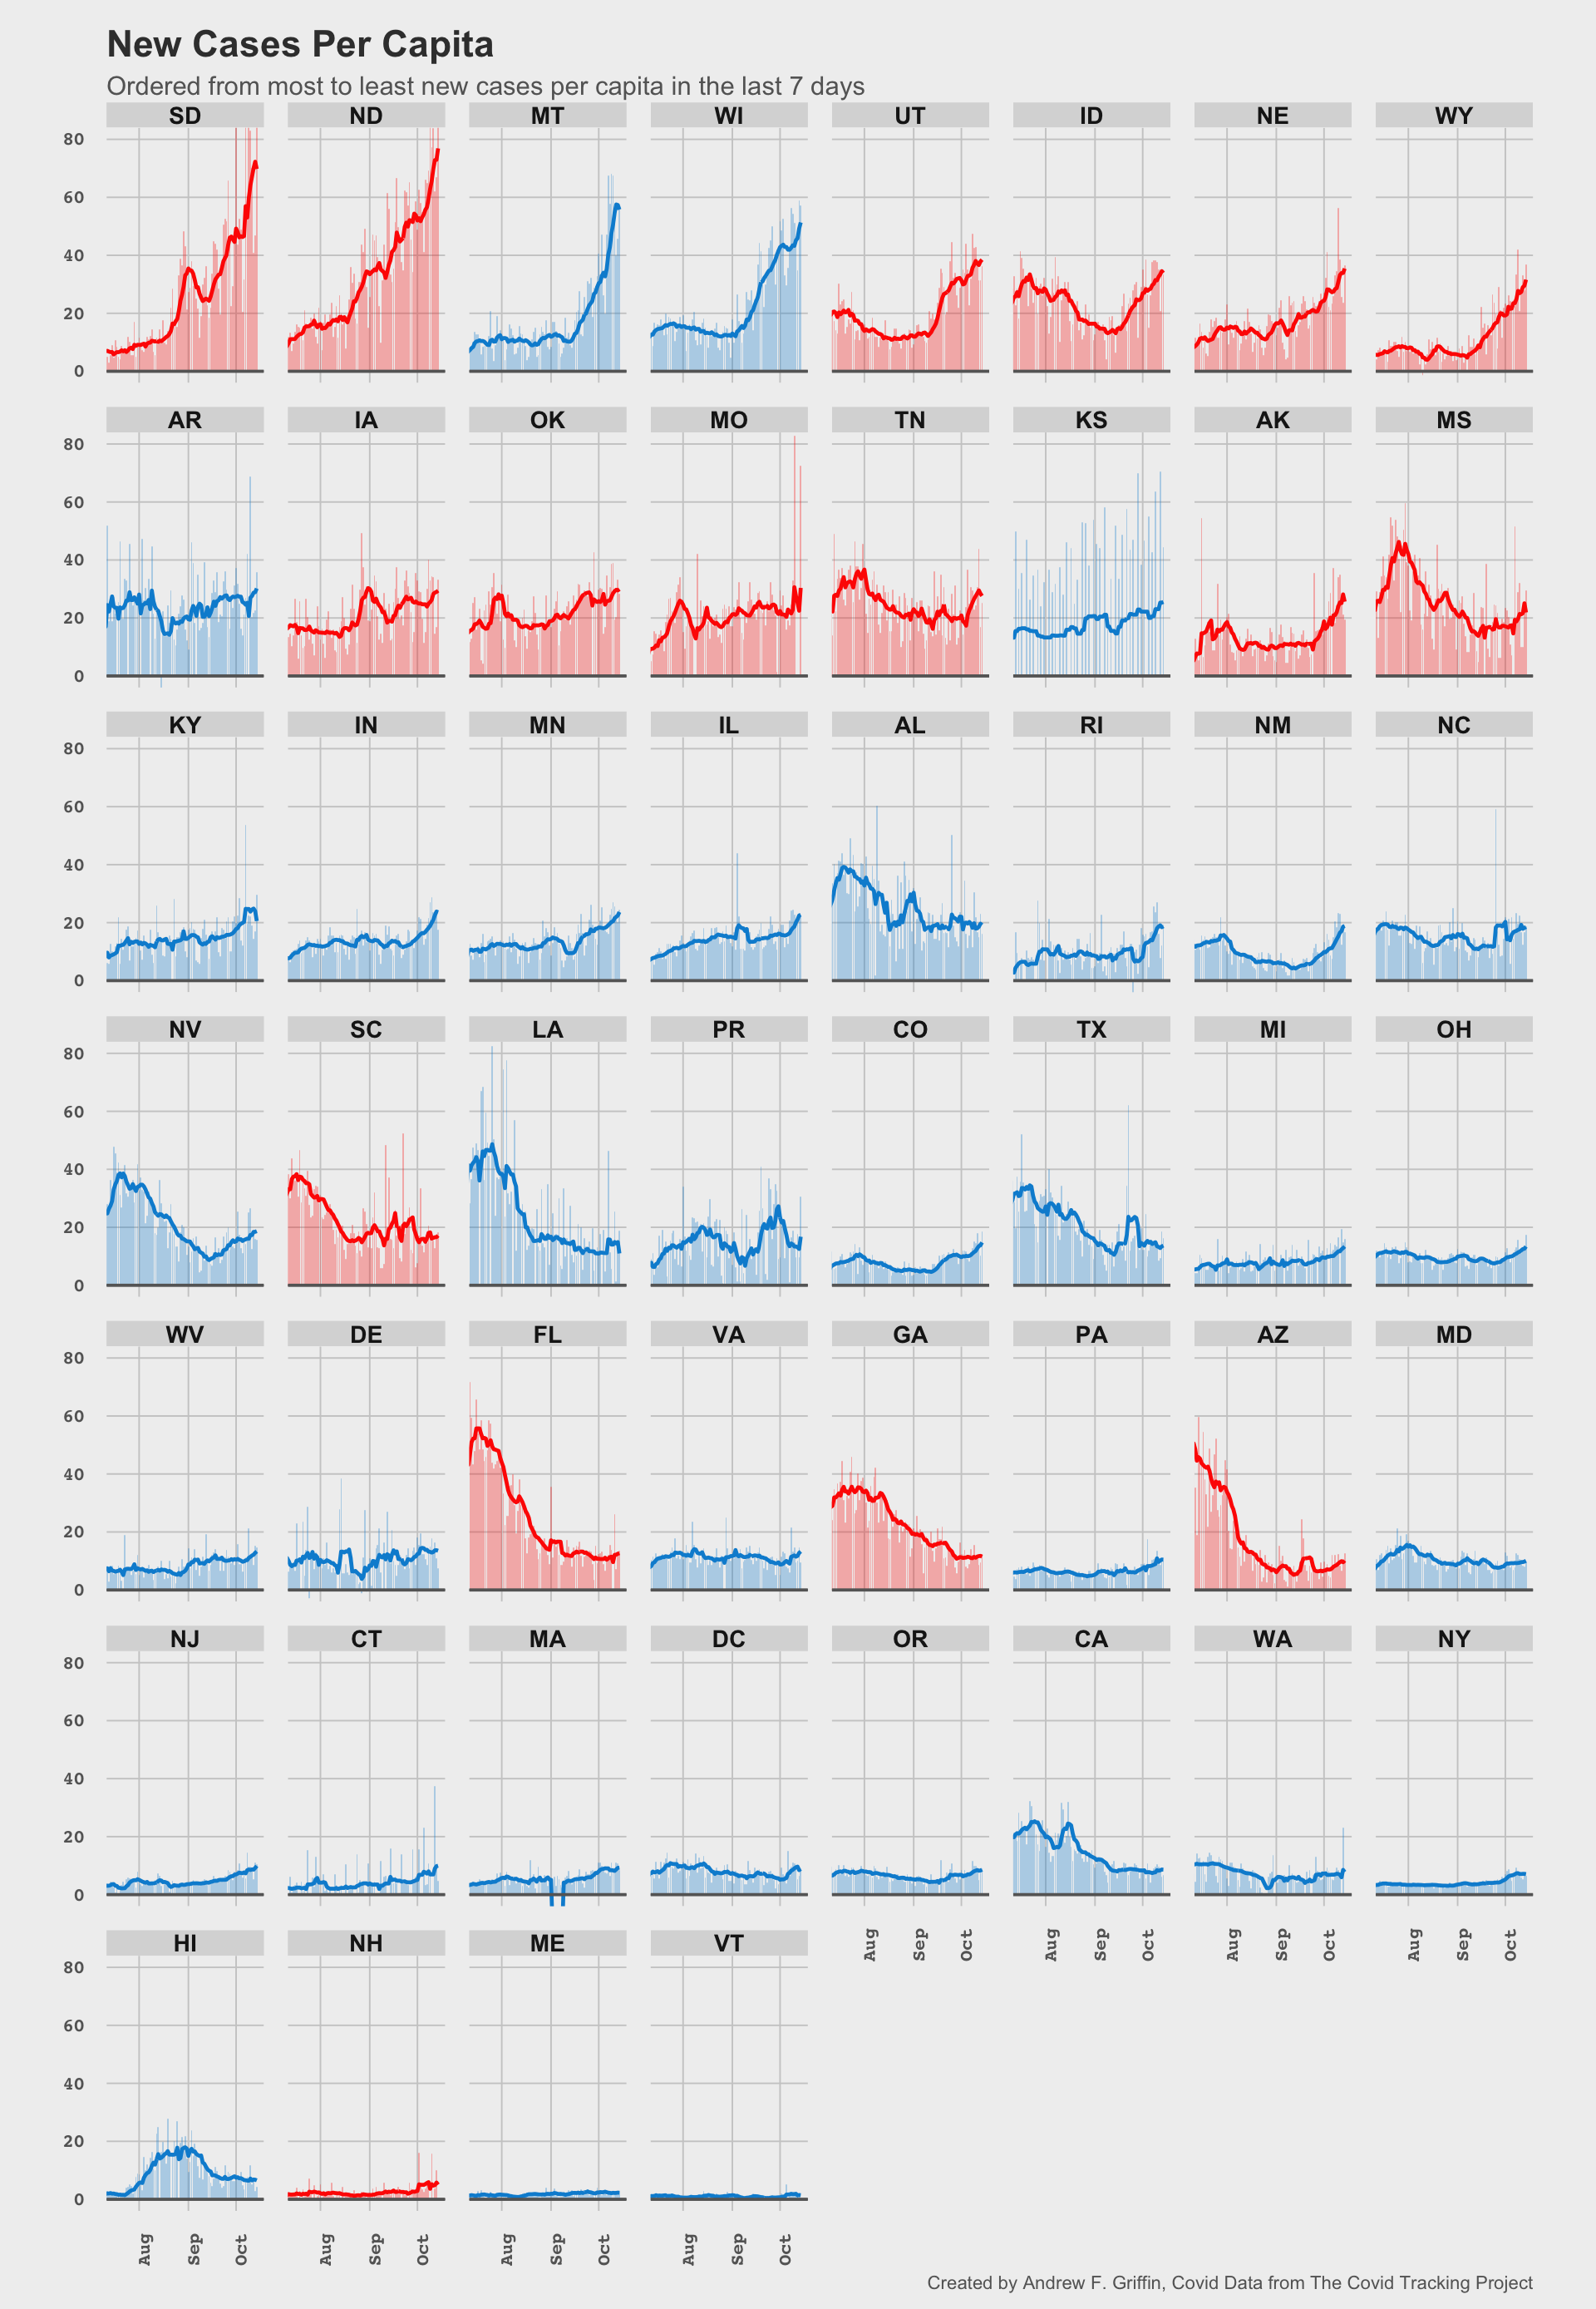 New Cases Per Capita
Ordered from most to least new cases per capita in the last 7 days
SD ND MT WI UT ID NE WY
80
60
40
20
0
AR IA OK MO TN KS AK MS
80
60
40
20
0
KY IN MN IL AL RI NM NC
80
60
40
20
0
NV SC LA PR CO TX MI OH
80
60
40
20
0
WV DE FL VA GA PA AZ MD
80
60
40
20
0
NJ CT MA DC OR CA WA NY
80
60
40
20
0
Aug Sep Oct Aug Sep Oct Aug Sep Oct Aug Sep Oct
HI NH ME VT
80
60
40
20
0
Aug Sep Oct Aug Sep Oct Aug Sep Oct Aug Sep Oct
Created by Andrew F. Griffin, Covid Data from The Covid Tracking Project